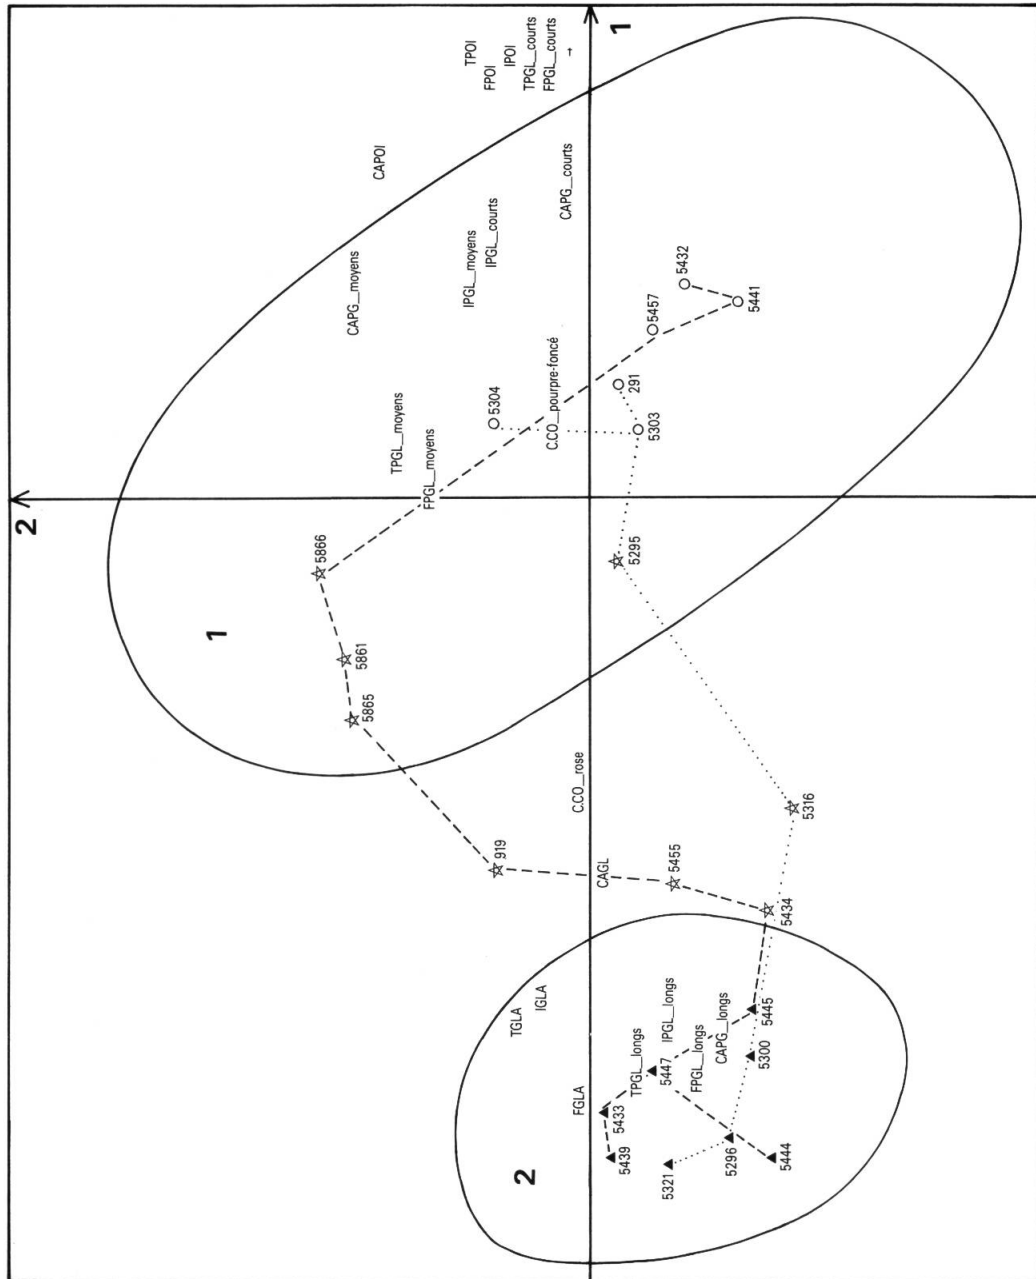 1
TPOI
FPOI
IPOI
TPGL_courts
FPGL_courts
→
CAPOI
CAPG_courts
IPGL_courts
IPGL_moyens
CAPG_moyens
5432
5441
5457
291
5304
C.CO_pourpre-foncé
5303
TPGL_moyens
FPGL_moyens
2
5866
5295
1
5861
5865
C.CO_rose
5316
919
CAGL
5455
5434
IGLA
TGLA
IPGL_longs
CAPG_longs
5445
TPGL_longs
FPGL_longs
5447
5300
FGLA
5433
5439
2
5321
5296
5444